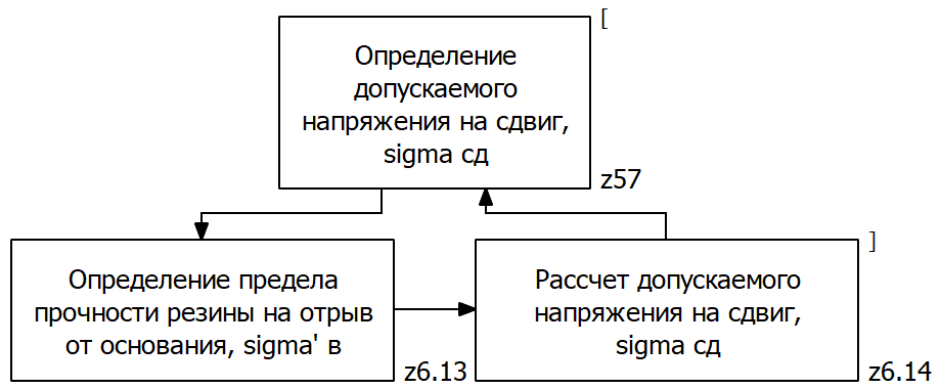 [
Определение
допускаемого
напряжения на сдвиг,
sigma сд
z57
Определение предела
прочности резины на отрыв
от основания, sigma' в
z6.13
]
Рассчет допускаемого
напряжения на сдвиг,
sigma сд
z6.14